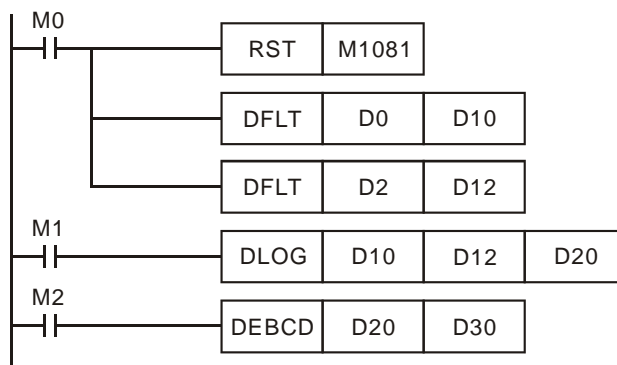 M0
RST M1081
DFLT D0 D10
DFLT D2 D12
M1
DLOG D10 D12 D20
M2
DEBCD D20 D30